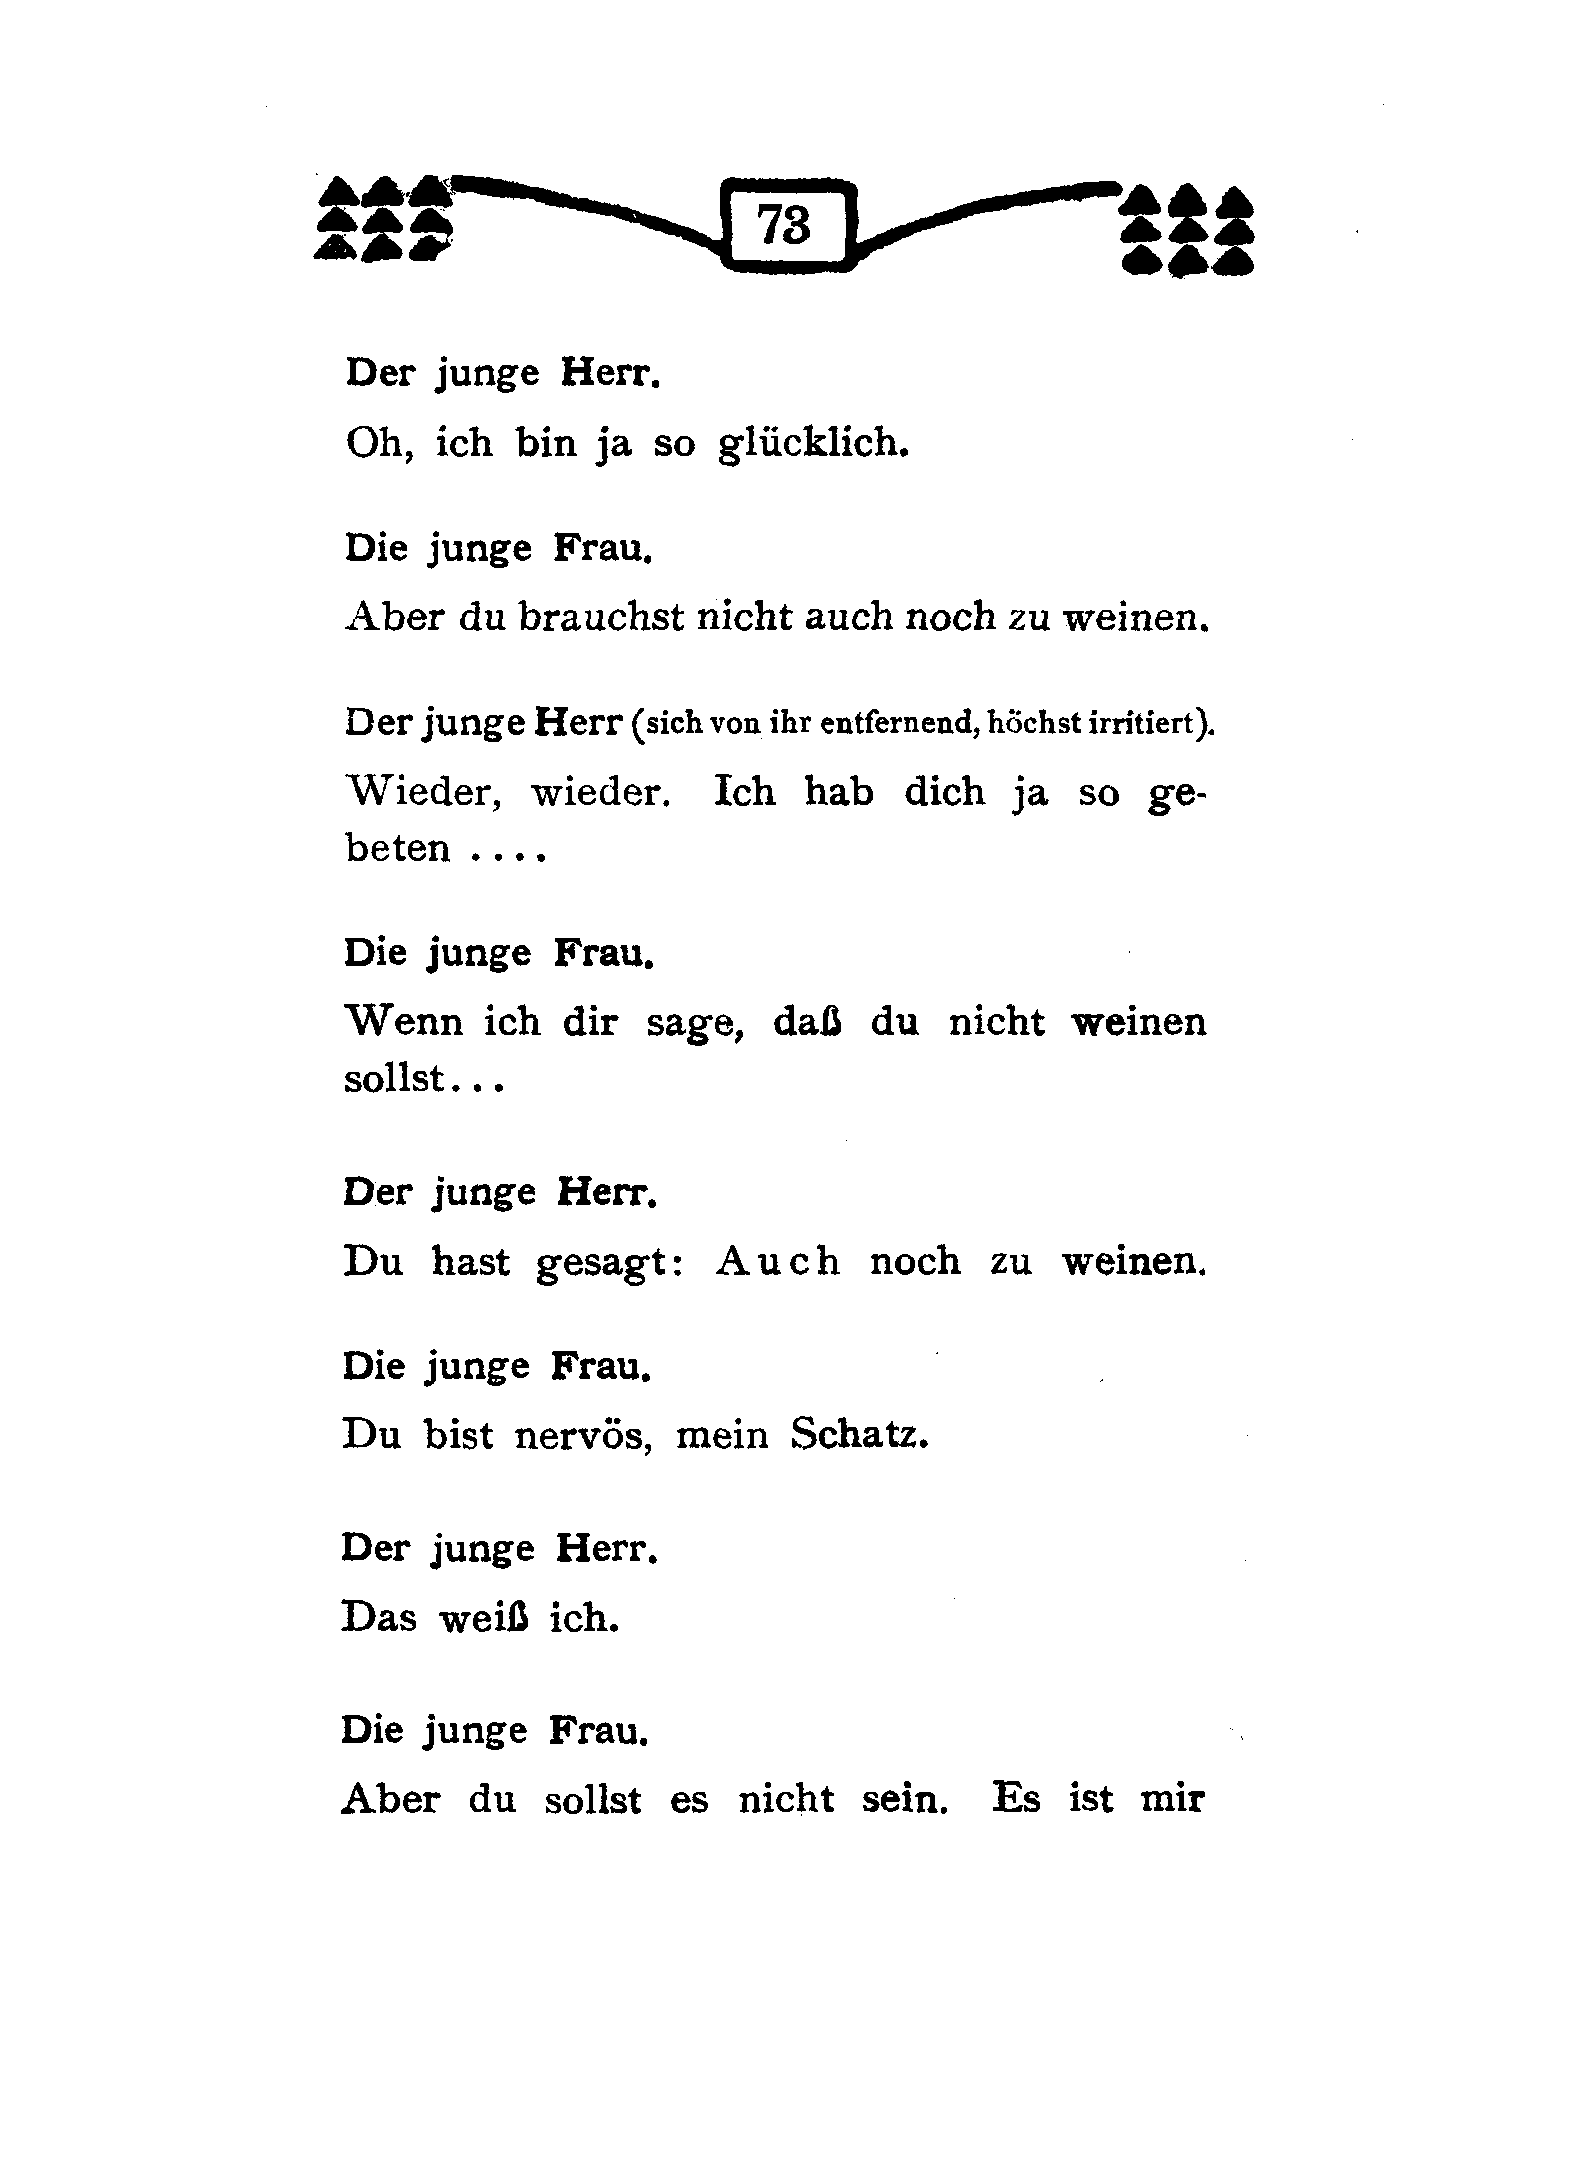 73
Der junge Herr.
Oh, ich bin ja so glücklich.
Die junge Frau.
Aber du brauchst nicht auch noch zu weinen.
Der junge Herr (sich von ihr entfernend, höchst irritiert).
Wieder, wieder. Ich hab dich ja so ge-
beten ....
Die junge Frau.
Wenn ich dir sage, daß du nicht weinen
sollst...
Der junge Herr.
Du hast gesagt: Auch noch zu weinen.
Die junge Frau.
Du bist nervös, mein Schatz.
Der junge Herr.
Das weiß ich.
Die junge Frau.
Aber du sollst es nicht sein. Es ist mir